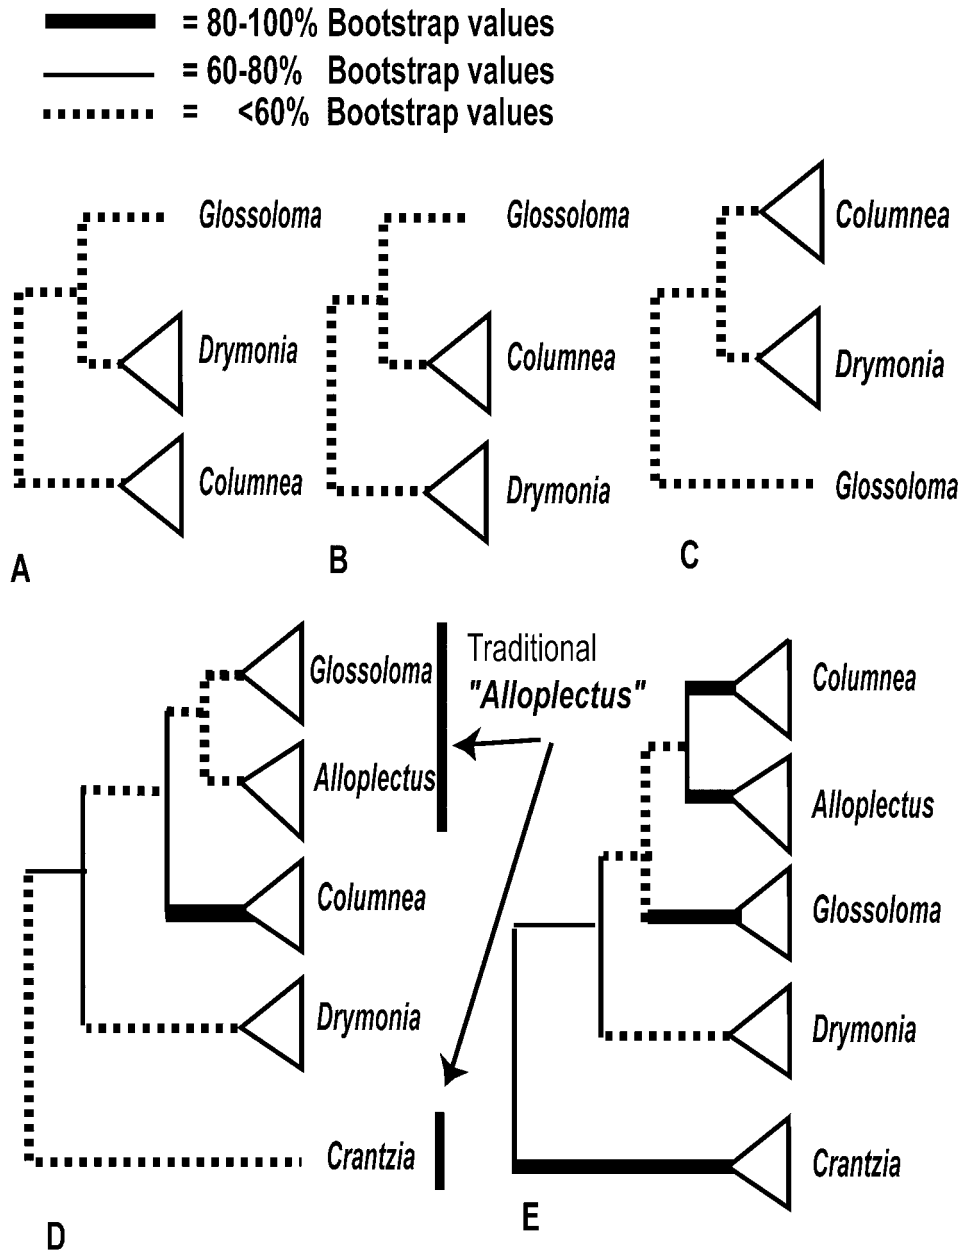 = 80-100% Bootstrap values
= 60-80% Bootstrap values
= <60% Bootstrap values
Glossoloma
Drymonia
Columnea
A
Glossoloma
Columnea
Drymonia
B
Columnea
Drymonia
Glossoloma
C
Glossoloma
Alloplectus
Columnea
Drymonia
Crantzia
D
Traditional
"Alloplectus"
Columnea
Alloplectus
Glossoloma
Drymonia
Crantzia
E